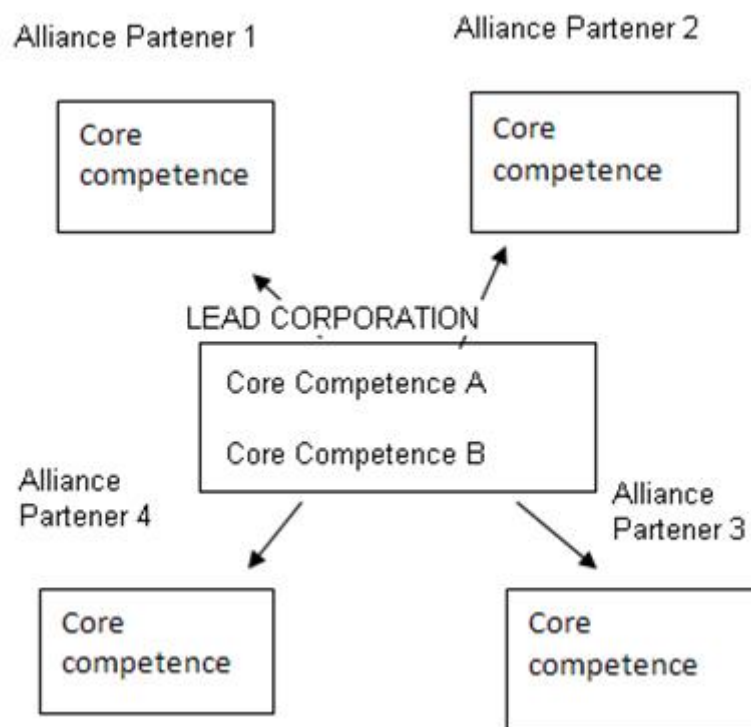 Alliance Partener 1
Alliance Partener 2
Core
competence
Core
competence
LEAD CORPORATION
Core Competence A
Core Competence B
Alliance
Partener 4
Alliance
Partener 3
Core
competence
Core
competence